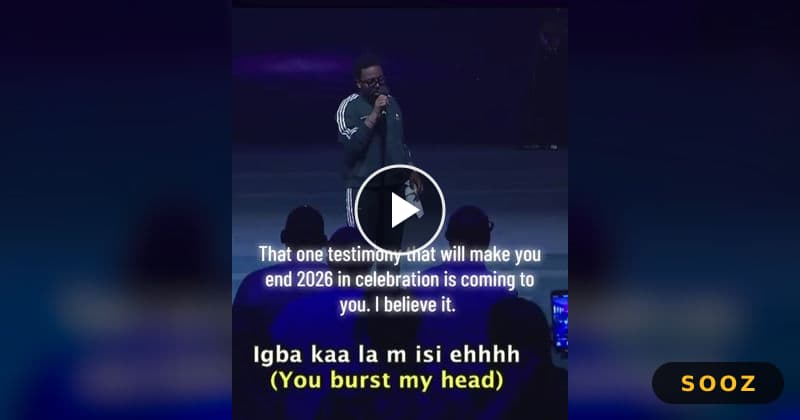 That one testimony that will make you
end 2026 in celebration is coming to
you. I believe it.
Igba kaa la m isi ehhhh
(You burst my head)
SOOZ